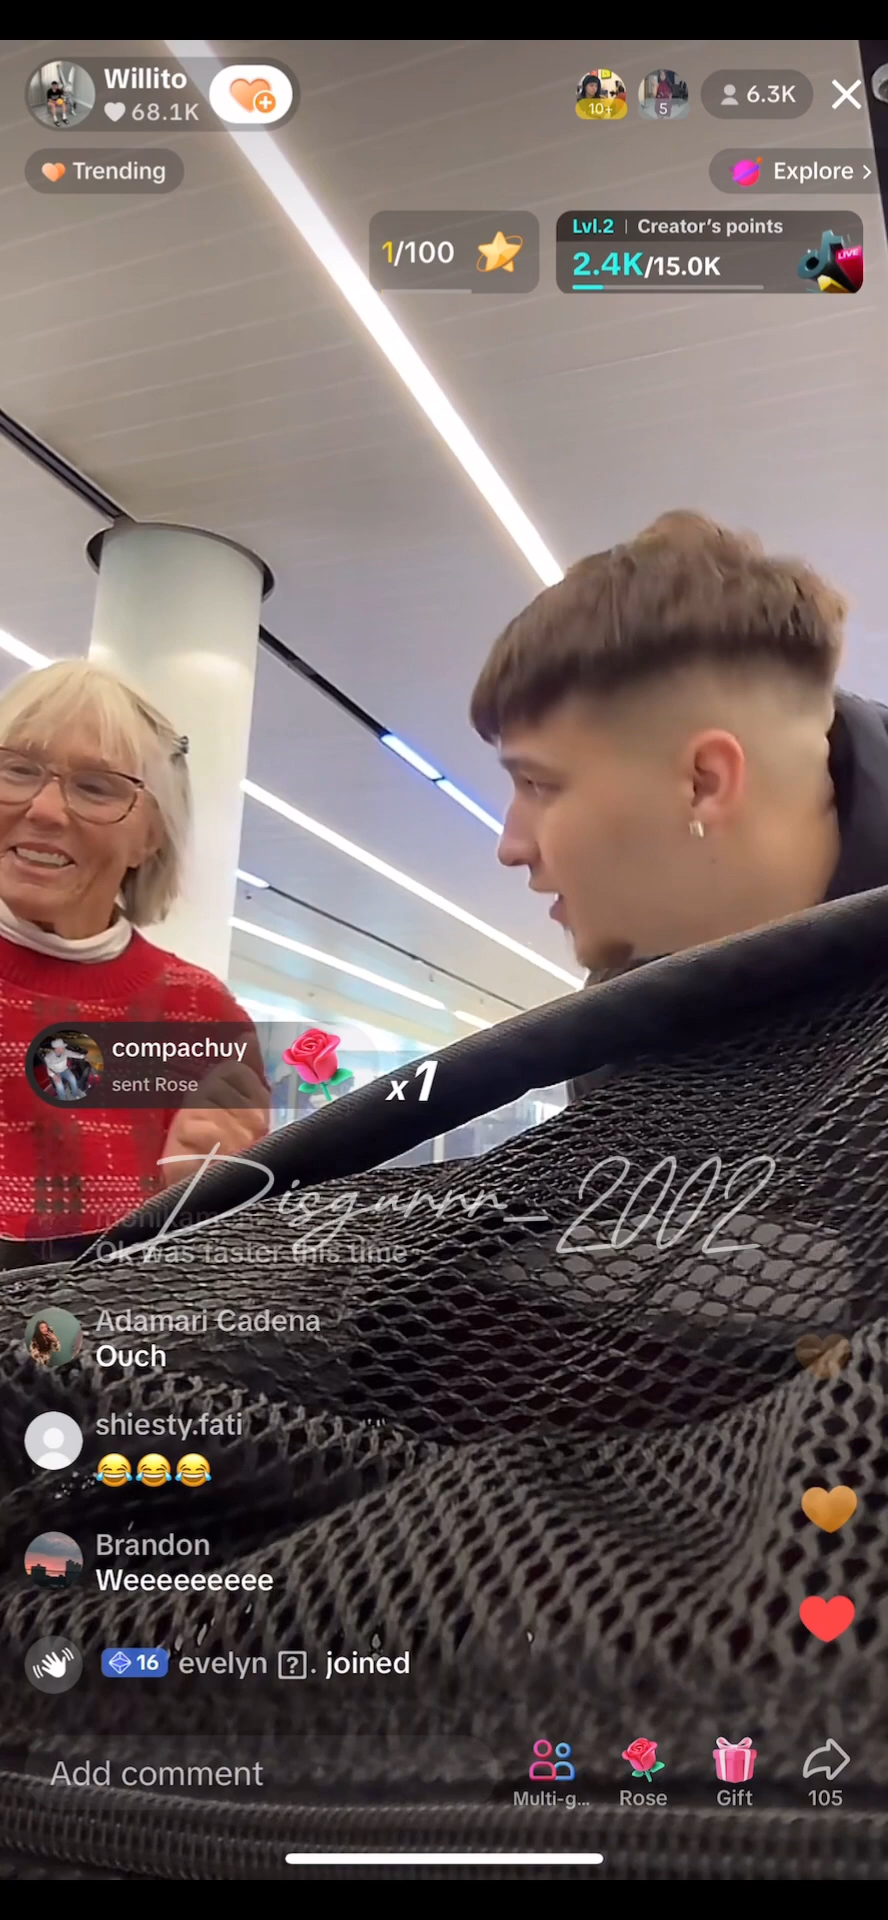 Willito
68.1K
10+
5
6.3K
Trending
Explore >
1/100
Lvl.2 | Creator's points
2.4K/15.0K
LIVE
compachuy
sent Rose
x1
Disgurrr_2002
Ok was faster this time
Adamari Cadena
Ouch
shiesty.fati
😂😂😂
Brandon
Weeeeeeeee
16 evelyn ?. joined
Add comment
Multi-g...
Rose
Gift
105